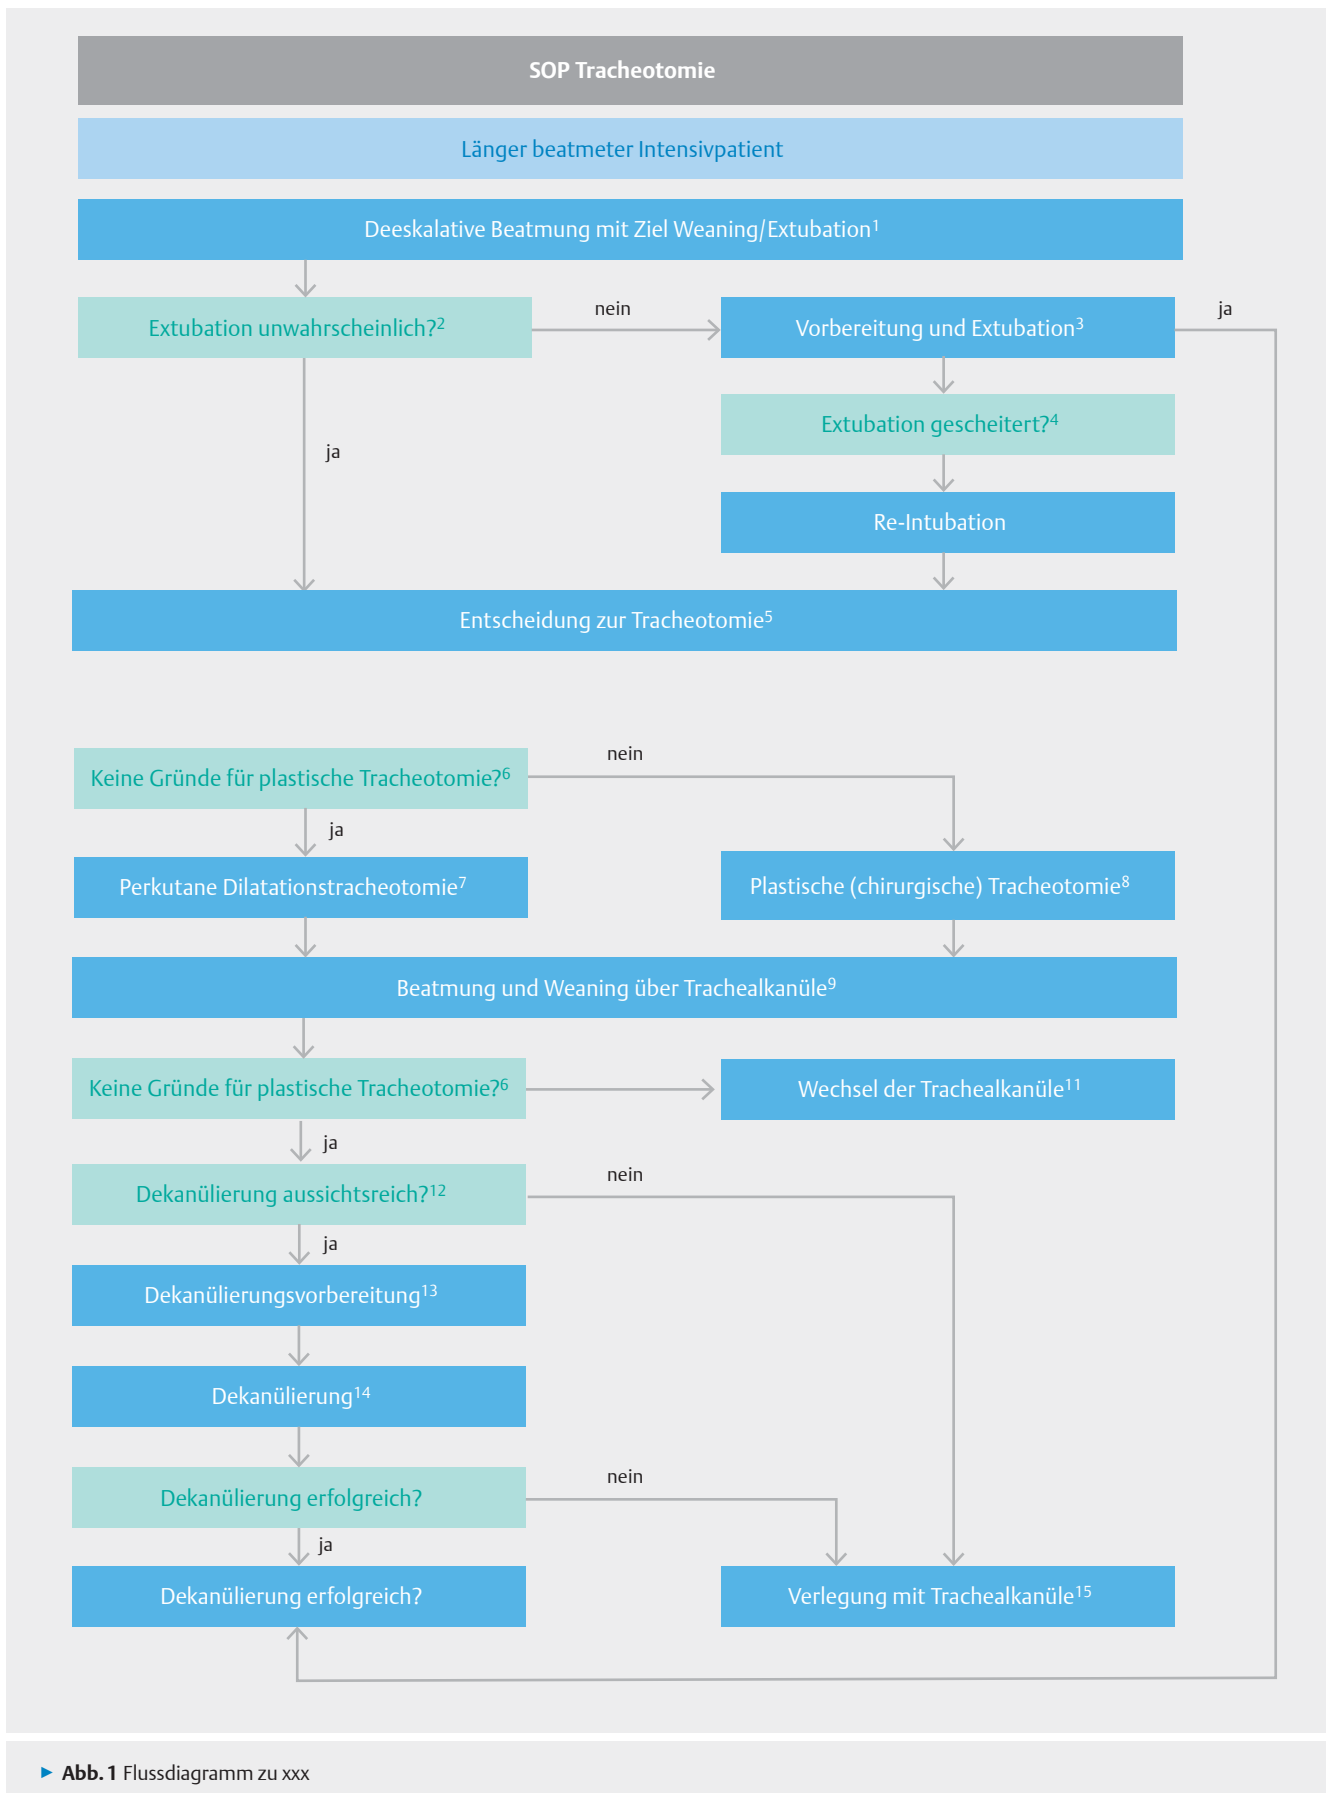 SOP Tracheotomie
Länger beatmeter Intensivpatient
Deeskalative Beatmung mit Ziel Weaning/Extubation¹
Extubation unwahrscheinlich?²
nein
Vorbereitung und Extubation³
ja
Extubation gescheitert?⁴
ja
Re-Intubation
Entscheidung zur Tracheotomie⁵
nein
Keine Gründe für plastische Tracheotomie?⁶
ja
Perkutane Dilatationstracheotomie⁷
Plastische (chirurgische) Tracheotomie⁸
Beatmung und Weaning über Trachealkanüle⁹
Keine Gründe für plastische Tracheotomie?⁶
Wechsel der Trachealkanüle¹¹
ja
Dekanülierung aussichtsreich?¹²
nein
ja
Dekanülierungsvorbereitung¹³
Dekanülierung¹⁴
Dekanülierung erfolgreich?
nein
ja
Dekanülierung erfolgreich?
Verlegung mit Trachealkanüle¹⁵
► Abb. 1 Flussdiagramm zu xxx